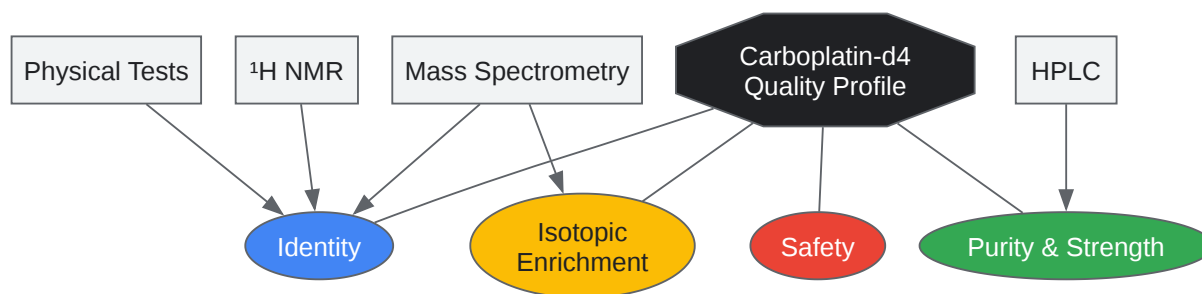 Physical Tests
¹H NMR
Mass Spectrometry
Carboplatin-d4
Quality Profile
HPLC
Identity
Isotopic
Enrichment
Safety
Purity & Strength